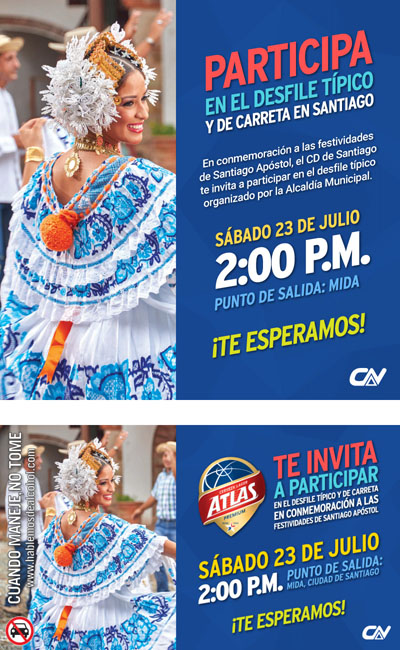 PARTICIPA
EN EL DESFILE TÍPICO
Y DE CARRETA EN SANTIAGO
En conmemoración a las festividades
de Santiago Apóstol, el CD de Santiago
te invita a participar en el desfile típico
organizado por la Alcaldía Municipal.
SÁBADO 23 DE JULIO
2:00 P.M.
PUNTO DE SALIDA: MIDA
¡TE ESPERAMOS!
CN
CUANDO MANEJE NO TOME
www.hablemosdealcohol.com
ATLAS
PREMIUM
TE INVITA
A PARTICIPAR
EN EL DESFILE TÍPICO Y DE CARRETA
EN CONMEMORACIÓN A LAS
FESTIVIDADES DE SANTIAGO APÓSTOL
SÁBADO 23 DE JULIO
2:00 P.M. PUNTO DE SALIDA:
MIDA, CIUDAD DE SANTIAGO
¡TE ESPERAMOS!
CN